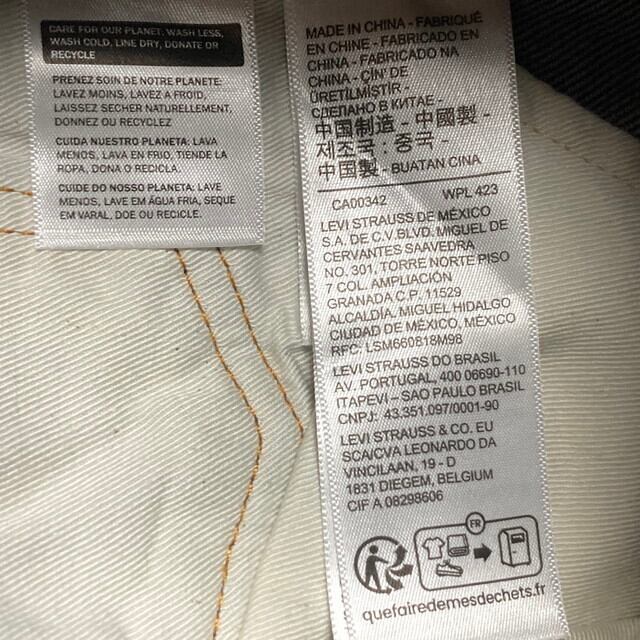 CARE FOR OUR PLANET: WASH LESS,
WASH COLD, LINE DRY, DONATE OR
RECYCLE
PRENEZ SOIN DE NOTRE PLANETE:
LAVEZ MOINS, LAVEZ A FROID,
LAISSEZ SECHER NATURELLEMENT,
DONNEZ OU RECYCLEZ
CUIDA NUESTRO PLANETA: LAVA
MENOS, LAVA EN FRIO, TIENDE LA
ROPA, DONA O RECICLA.
CUIDE DO NOSSO PLANETA: LAVE
MENOS, LAVE EM ÁGUA FRIA, SEQUE
EM VARAL, DOE OU RECICLE.
MADE IN CHINA - FABRIQUÉ
EN CHINE - FABRICADO EN
CHINA - FABRICADO NA
CHINA - ÇİN' DE
ÜRETİLMİŞTİR -
СДЕЛАНО В КИТАЕ -
中国制造 - 中國製 -
제조국 : 중국 -
中国製 - BUATAN CINA
CA00342 WPL 423
LEVI STRAUSS DE MÉXICO
S.A. DE C.V.BLVD. MIGUEL DE
CERVANTES SAAVEDRA
NO. 301, TORRE NORTE PISO
7 COL. AMPLIACIÓN
GRANADA C.P. 11529
ALCALDÍA. MIGUEL HIDALGO
CIUDAD DE MÉXICO, MÉXICO
RFC: LSM660818M98
LEVI STRAUSS DO BRASIL
AV. PORTUGAL, 400 06690-110
ITAPEVI – SAO PAULO BRASIL
CNPJ: 43.351.097/0001-90
LEVI STRAUSS & CO. EU
SCA/CVA LEONARDO DA
VINCILAAN, 19 - D
1831 DIEGEM, BELGIUM
CIF A 08298606
FR
quefairedemesdechets.fr